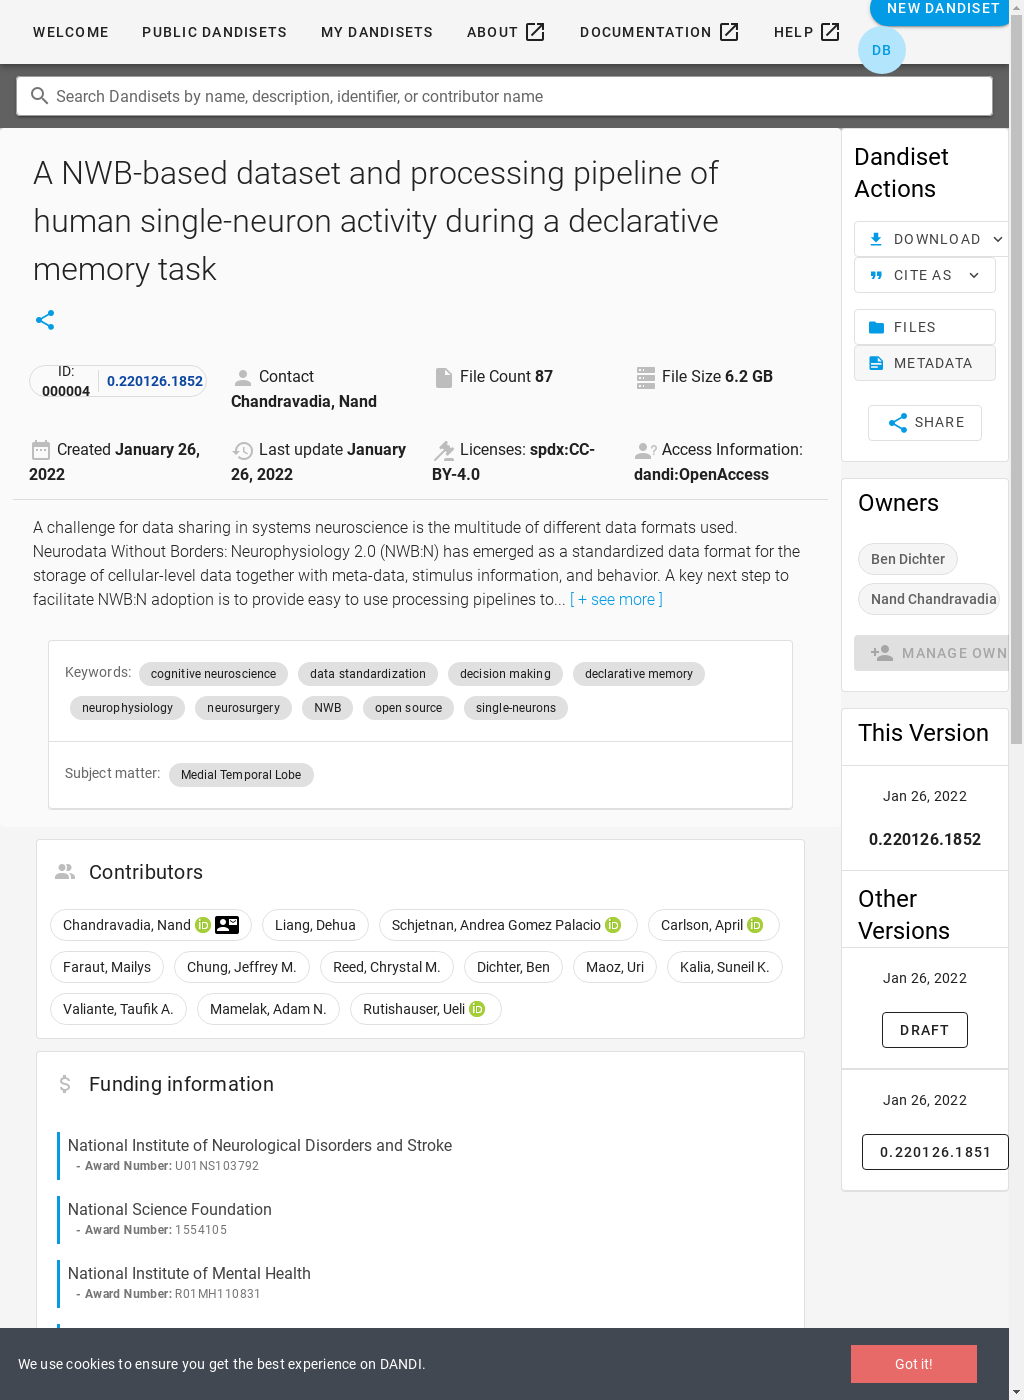 WELCOME
PUBLIC DANDISETS
MY DANDISETS
ABOUT
DOCUMENTATION
HELP
NEW DANDISET
DB
Search Dandisets by name, description, identifier, or contributor name
A NWB-based dataset and processing pipeline of
human single-neuron activity during a declarative
memory task
ID:
000004
0.220126.1852
Contact
Chandravadia, Nand
File Count 87
File Size 6.2 GB
Created January 26,
2022
Last update January
26, 2022
Licenses: spdx:CC-
BY-4.0
Access Information:
dandi:OpenAccess
A challenge for data sharing in systems neuroscience is the multitude of different data formats used.
Neurodata Without Borders: Neurophysiology 2.0 (NWB:N) has emerged as a standardized data format for the
storage of cellular-level data together with meta-data, stimulus information, and behavior. A key next step to
facilitate NWB:N adoption is to provide easy to use processing pipelines to... [ + see more ]
Keywords: cognitive neuroscience data standardization decision making declarative memory
neurophysiology neurosurgery NWB open source single-neurons
Subject matter: Medial Temporal Lobe
Contributors
Chandravadia, Nand iD Liang, Dehua Schjetnan, Andrea Gomez Palacio iD Carlson, April iD
Faraut, Mailys Chung, Jeffrey M. Reed, Chrystal M. Dichter, Ben Maoz, Uri Kalia, Suneil K.
Valiante, Taufik A. Mamelak, Adam N. Rutishauser, Ueli iD
Funding information
National Institute of Neurological Disorders and Stroke
- Award Number: U01NS103792
National Science Foundation
- Award Number: 1554105
National Institute of Mental Health
- Award Number: R01MH110831
Dandiset
Actions
DOWNLOAD
CITE AS
FILES
METADATA
SHARE
Owners
Ben Dichter
Nand Chandravadia
MANAGE OWN
This Version
Jan 26, 2022
0.220126.1852
Other
Versions
Jan 26, 2022
DRAFT
Jan 26, 2022
0.220126.1851
We use cookies to ensure you get the best experience on DANDI.
Got it!